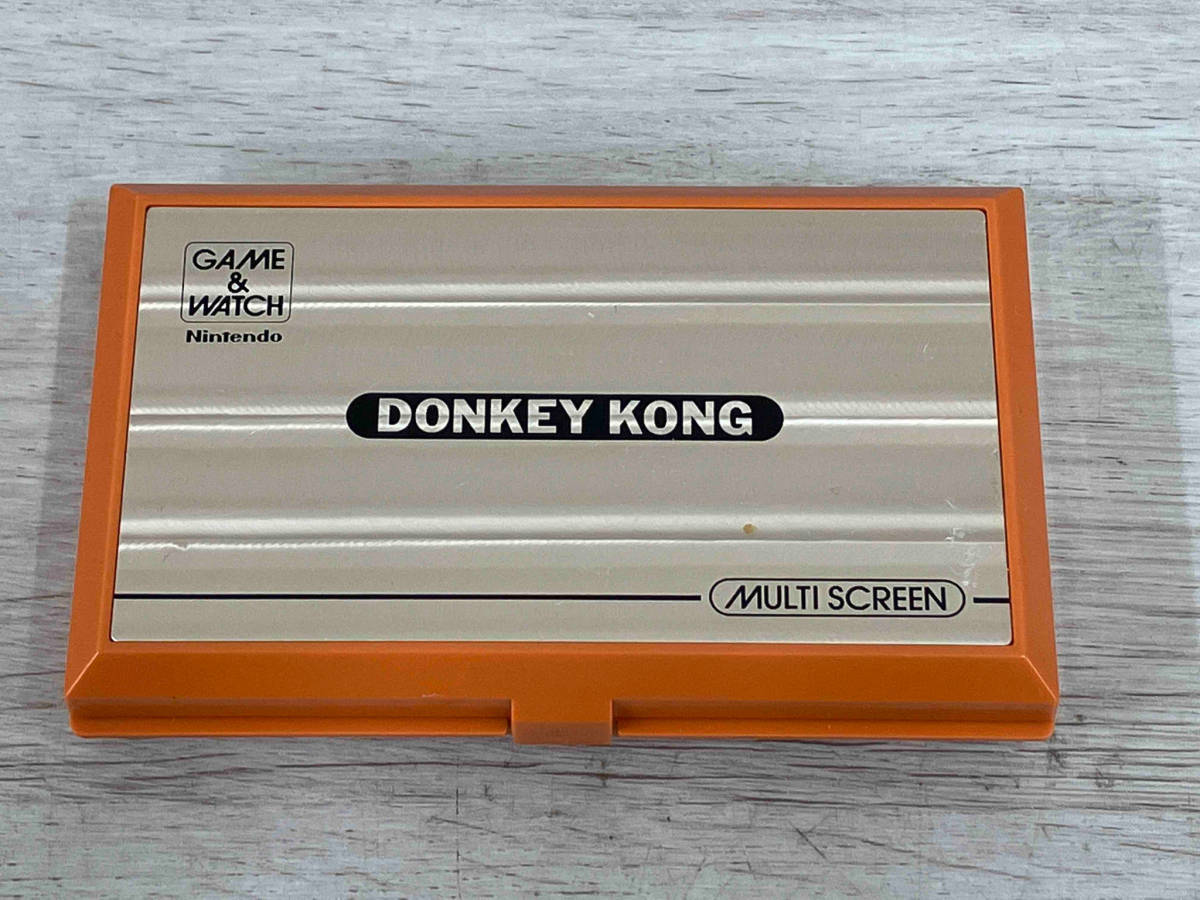 GAME
&
WATCH
Nintendo
DONKEY KONG
MULTI SCREEN